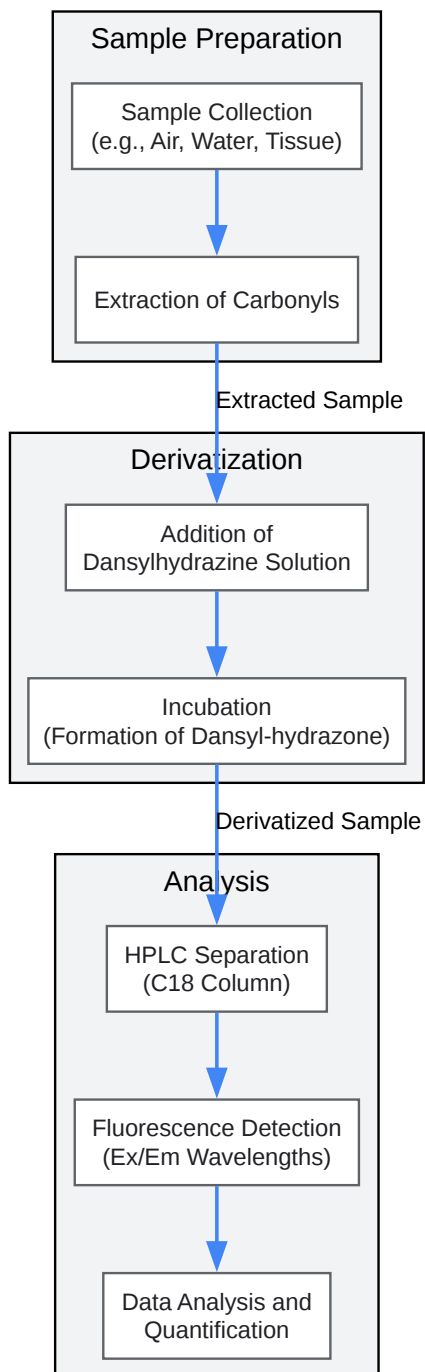 Sample Preparation
Sample Collection
(e.g., Air, Water, Tissue)
Extraction of Carbonyls
Extracted Sample
Derivatization
Addition of
Dansylhydrazine Solution
Incubation
(Formation of Dansyl-hydrazone)
Derivatized Sample
Analysis
HPLC Separation
(C18 Column)
Fluorescence Detection
(Ex/Em Wavelengths)
Data Analysis and
Quantification